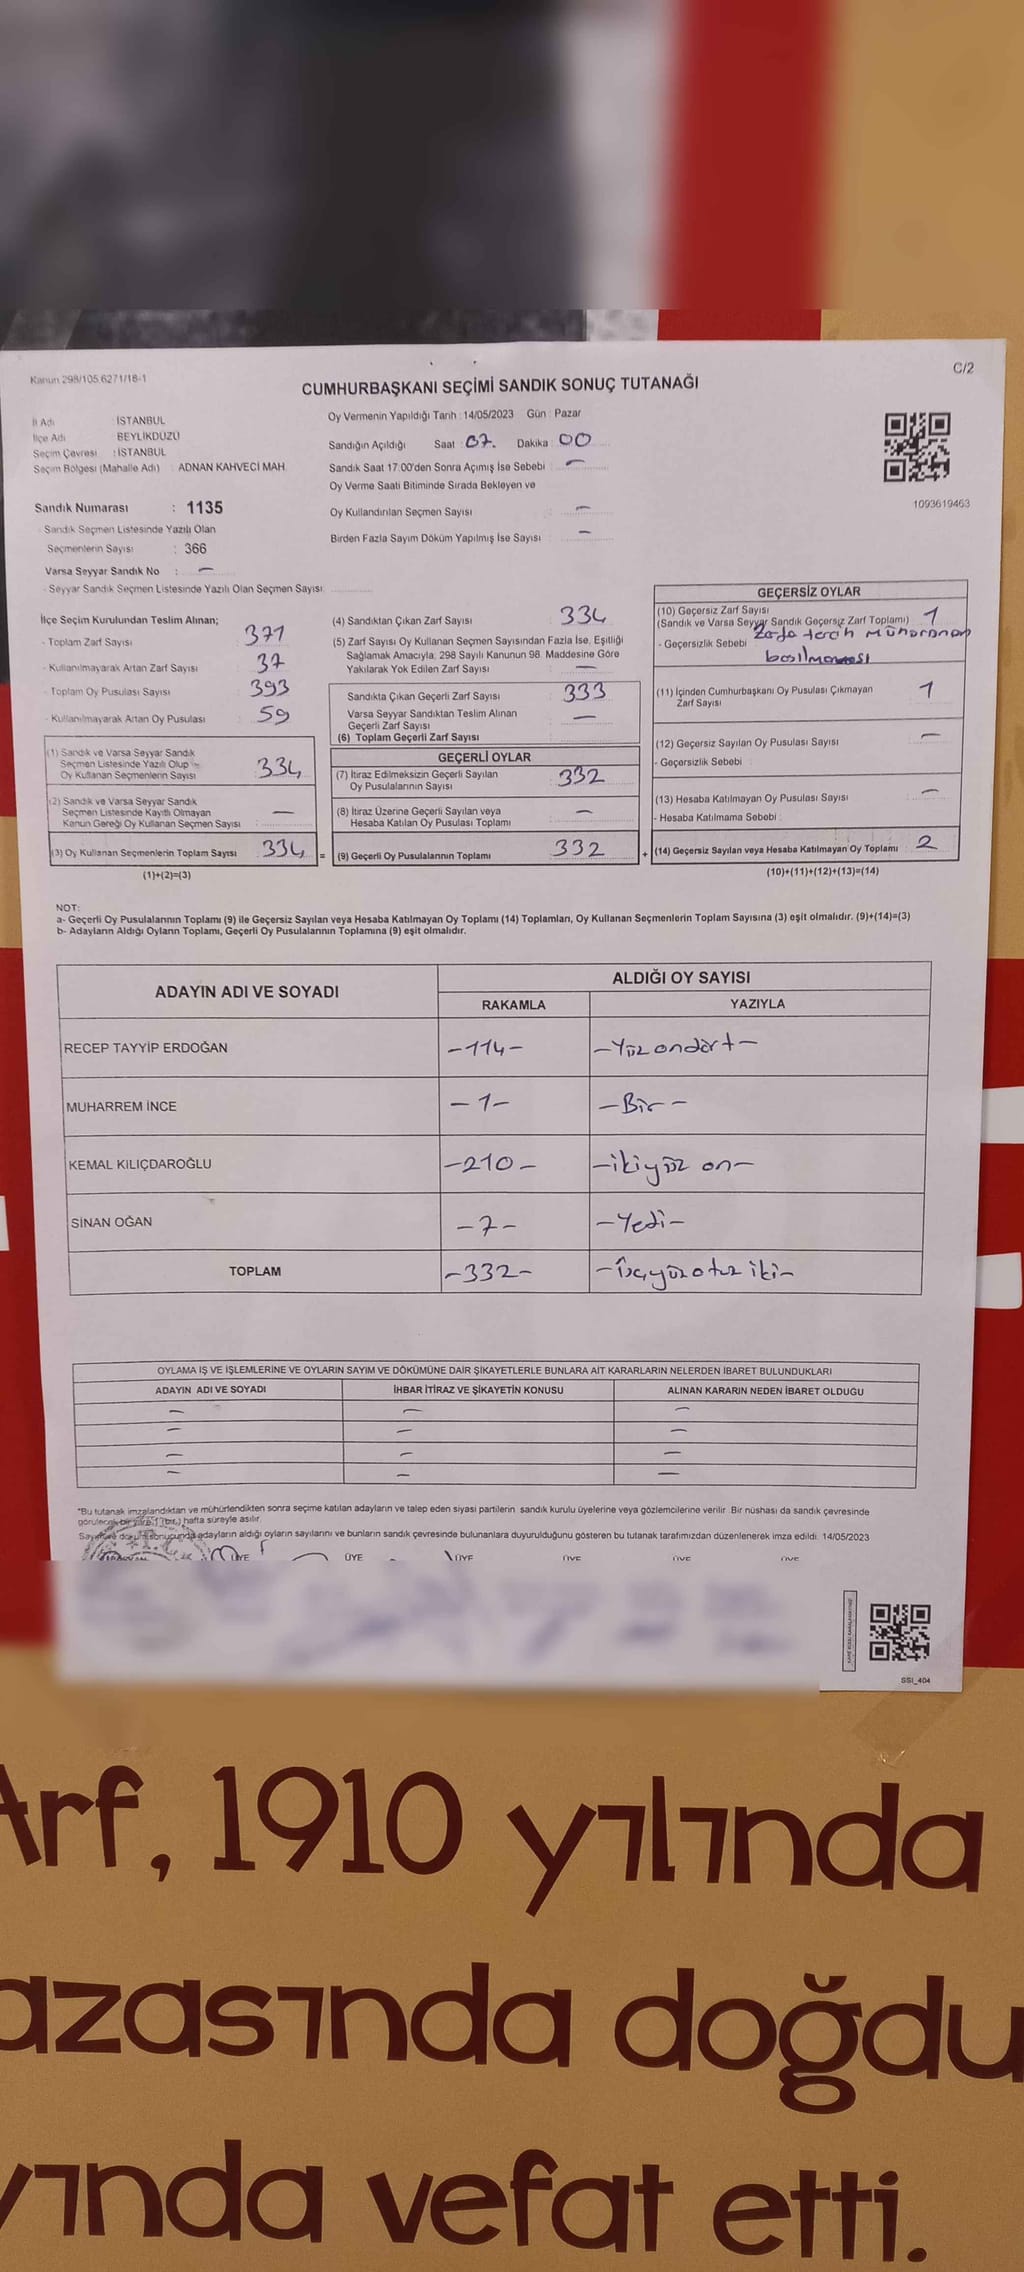 Kanun 298/105 6271/18-1
C/2
CUMHURBAŞKANI SEÇİMİ SANDIK SONUÇ TUTANAĞI
İl Adı : İSTANBUL
İlçe Adı BEYLİKDÜZÜ
Seçim Çevresi : İSTANBUL
Seçim Bölgesi (Mahalle Adı) : ADNAN KAHVECİ MAH.
Oy Vermenin Yapıldığı Tarih : 14/05/2023 Gün : Pazar
Sandığın Açıldığı Saat : 07. Dakika : 00
Sandık Saat 17:00'den Sonra Açımış İse Sebebi : —
Oy Verme Saati Bitiminde Sırada Bekleyen ve
Oy Kullandırılan Seçmen Sayısı : —
Birden Fazla Sayım Döküm Yapılmış İse Sayısı : —
1093619463
Sandık Numarası : 1135
- Sandık Seçmen Listesinde Yazılı Olan
Seçmenlerin Sayısı : 366
Varsa Seyyar Sandık No : —
- Seyyar Sandık Seçmen Listesinde Yazılı Olan Seçmen Sayısı:
İlçe Seçim Kurulundan Teslim Alınan;
- Toplam Zarf Sayısı : 371
- Kullanılmayarak Artan Zarf Sayısı : 37
- Toplam Oy Pusulası Sayısı : 393
- Kullanılmayarak Artan Oy Pusulası : 59
(1) Sandık ve Varsa Seyyar Sandık
Seçmen Listesinde Yazılı Olup
Oy Kullanan Seçmenlerin Sayısı : 334
(2) Sandık ve Varsa Seyyar Sandık
Seçmen Listesinde Kayıtlı Olmayan
Kanun Gereği Oy Kullanan Seçmen Sayısı : —
(3) Oy Kullanan Seçmenlerin Toplam Sayısı : 334 =
(1)+(2)=(3)
(4) Sandıktan Çıkan Zarf Sayısı : 334
(5) Zarf Sayısı Oy Kullanan Seçmen Sayısından Fazla İse, Eşitliği
Sağlamak Amacıyla, 298 Sayılı Kanunun 98. Maddesine Göre
Yakılarak Yok Edilen Zarf Sayısı : —
Sandıkta Çıkan Geçerli Zarf Sayısı : 333
Varsa Seyyar Sandıktan Teslim Alınan
Geçerli Zarf Sayısı : —
(6) Toplam Geçerli Zarf Sayısı :
GEÇERLİ OYLAR
(7) İtiraz Edilmeksizin Geçerli Sayılan
Oy Pusulalarının Sayısı : 332
(8) İtiraz Üzerine Geçerli Sayılan veya
Hesaba Katılan Oy Pusulası Toplamı : —
(9) Geçerli Oy Pusulalarının Toplamı : 332 +
GEÇERSİZ OYLAR
(10) Geçersiz Zarf Sayısı
(Sandık ve Varsa Seyyar Sandık Geçersiz Zarf Toplamı) : 1
- Geçersizlik Sebebi : Zarfa tercih mührünün
basılmaması
(11) İçinden Cumhurbaşkanı Oy Pusulası Çıkmayan
Zarf Sayısı : 1
(12) Geçersiz Sayılan Oy Pusulası Sayısı : —
- Geçersizlik Sebebi :
(13) Hesaba Katılmayan Oy Pusulası Sayısı : —
- Hesaba Katılmama Sebebi :
(14) Geçersiz Sayılan veya Hesaba Katılmayan Oy Toplamı : 2
(10)+(11)+(12)+(13)=(14)
NOT:
a- Geçerli Oy Pusulalarının Toplamı (9) ile Geçersiz Sayılan veya Hesaba Katılmayan Oy Toplamı (14) Toplamları, Oy Kullanan Seçmenlerin Toplam Sayısına (3) eşit olmalıdır. (9)+(14)=(3)
b- Adayların Aldığı Oyların Toplamı, Geçerli Oy Pusulalarının Toplamına (9) eşit olmalıdır.
ADAYIN ADI VE SOYADI
ALDIĞI OY SAYISI
RAKAMLA YAZIYLA
RECEP TAYYİP ERDOĞAN -114- -Yüz ondört-
MUHARREM İNCE -1- -Bir-
KEMAL KILIÇDAROĞLU -210- -ikiyüz on-
SİNAN OĞAN -7- -Yedi-
TOPLAM -332- -üçyüzotuz iki-
OYLAMA İŞ VE İŞLEMLERİNE VE OYLARIN SAYIM VE DÖKÜMÜNE DAİR ŞİKAYETLERLE BUNLARA AİT KARARLARIN NELERDEN İBARET BULUNDUKLARI
ADAYIN ADI VE SOYADI İHBAR İTİRAZ VE ŞİKAYETİN KONUSU ALINAN KARARIN NEDEN İBARET OLDUĞU
— — —
— — —
— — —
— — —
*Bu tutanak imzalandıktan ve mühürlendikten sonra seçime katılan adayların ve talep eden siyasi partilerin sandık kurulu üyelerine veya gözlemcilerine verilir. Bir nüshası da sandık çevresinde
görülecek bir yere 1 (bir) hafta süreyle asılır.
Sayım ve döküm sonucunda adayların aldığı oyların sayılarını ve bunların sandık çevresinde bulunanlara duyurulduğunu gösteren bu tutanak tarafımızdan düzenlenerek imza edildi. 14/05/2023
ÜYE ÜYE ÜYE ÜYE ÜYE ÜYE
SSI_404
Arf, 1910 yılında
azasında doğdu
yında vefat etti.